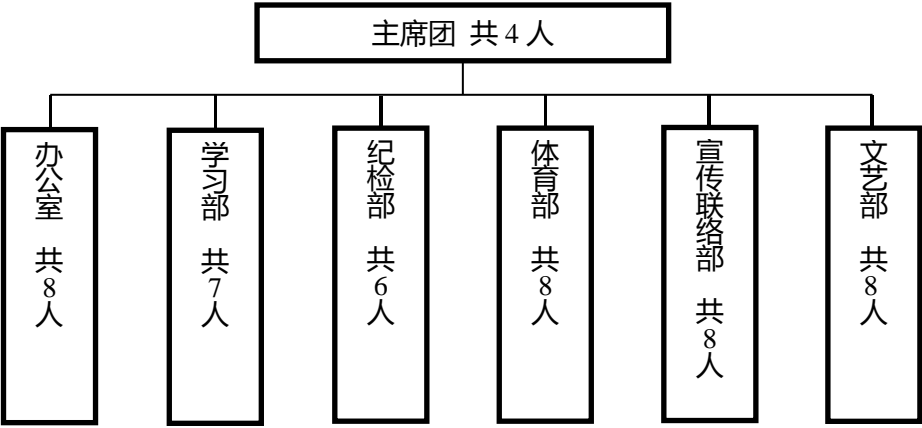 主席团 共 4 人
办公室 共 8 人
学习部 共 7 人
纪检部 共 6 人
体育部 共 8 人
宣传联络部 共 8 人
文艺部 共 8 人